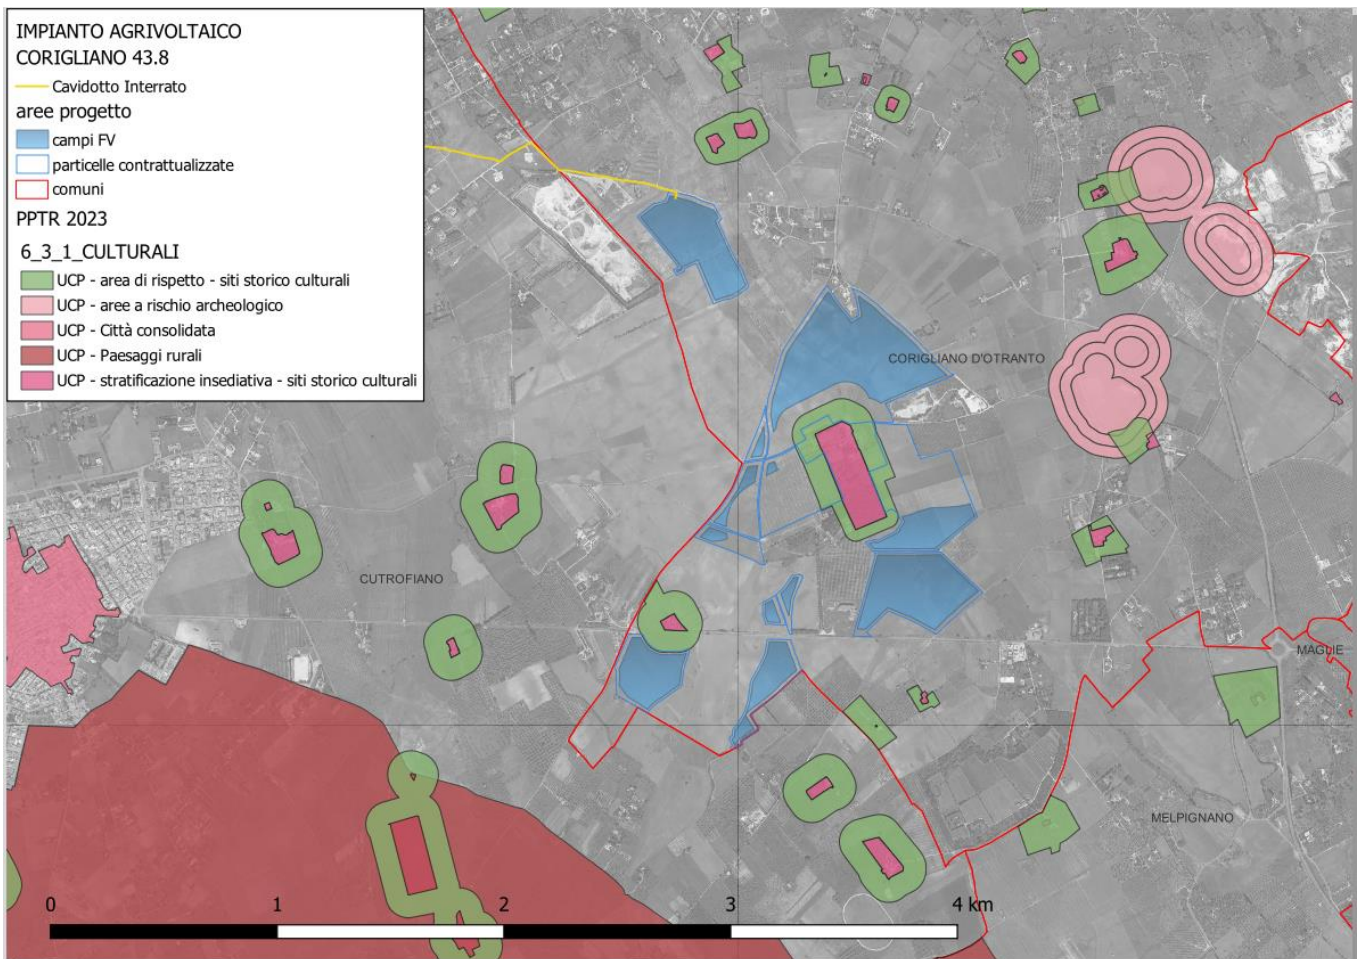 IMPIANTO AGRIVOLTAICO
CORIGLIANO 43.8
Cavidotto Interrato
aree progetto
campi FV
particelle contrattualizzate
comuni
PPTR 2023
6_3_1_CULTURALI
UCP - area di rispetto - siti storico culturali
UCP - aree a rischio archeologico
UCP - Città consolidata
UCP - Paesaggi rurali
UCP - stratificazione insediativa - siti storico culturali
CORIGLIANO D'OTRANTO
CUTROFIANO
MAGLIE
MELPIGNANO
0 1 2 3 4 km